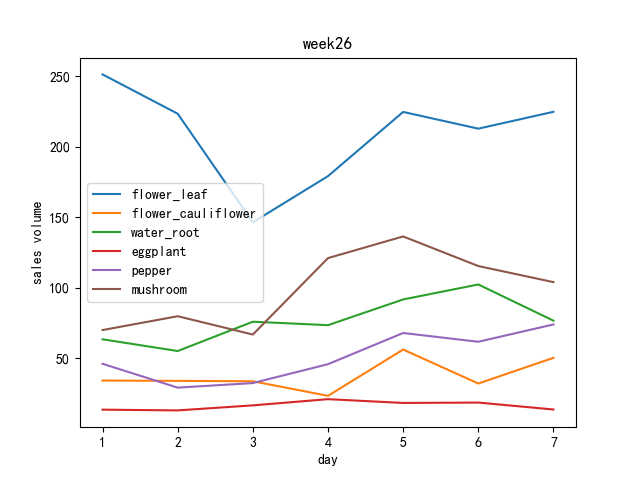 week26
250
200
150
100
50
sales volume
flower_leaf
flower_cauliflower
water_root
eggplant
pepper
mushroom
1 2 3 4 5 6 7
day